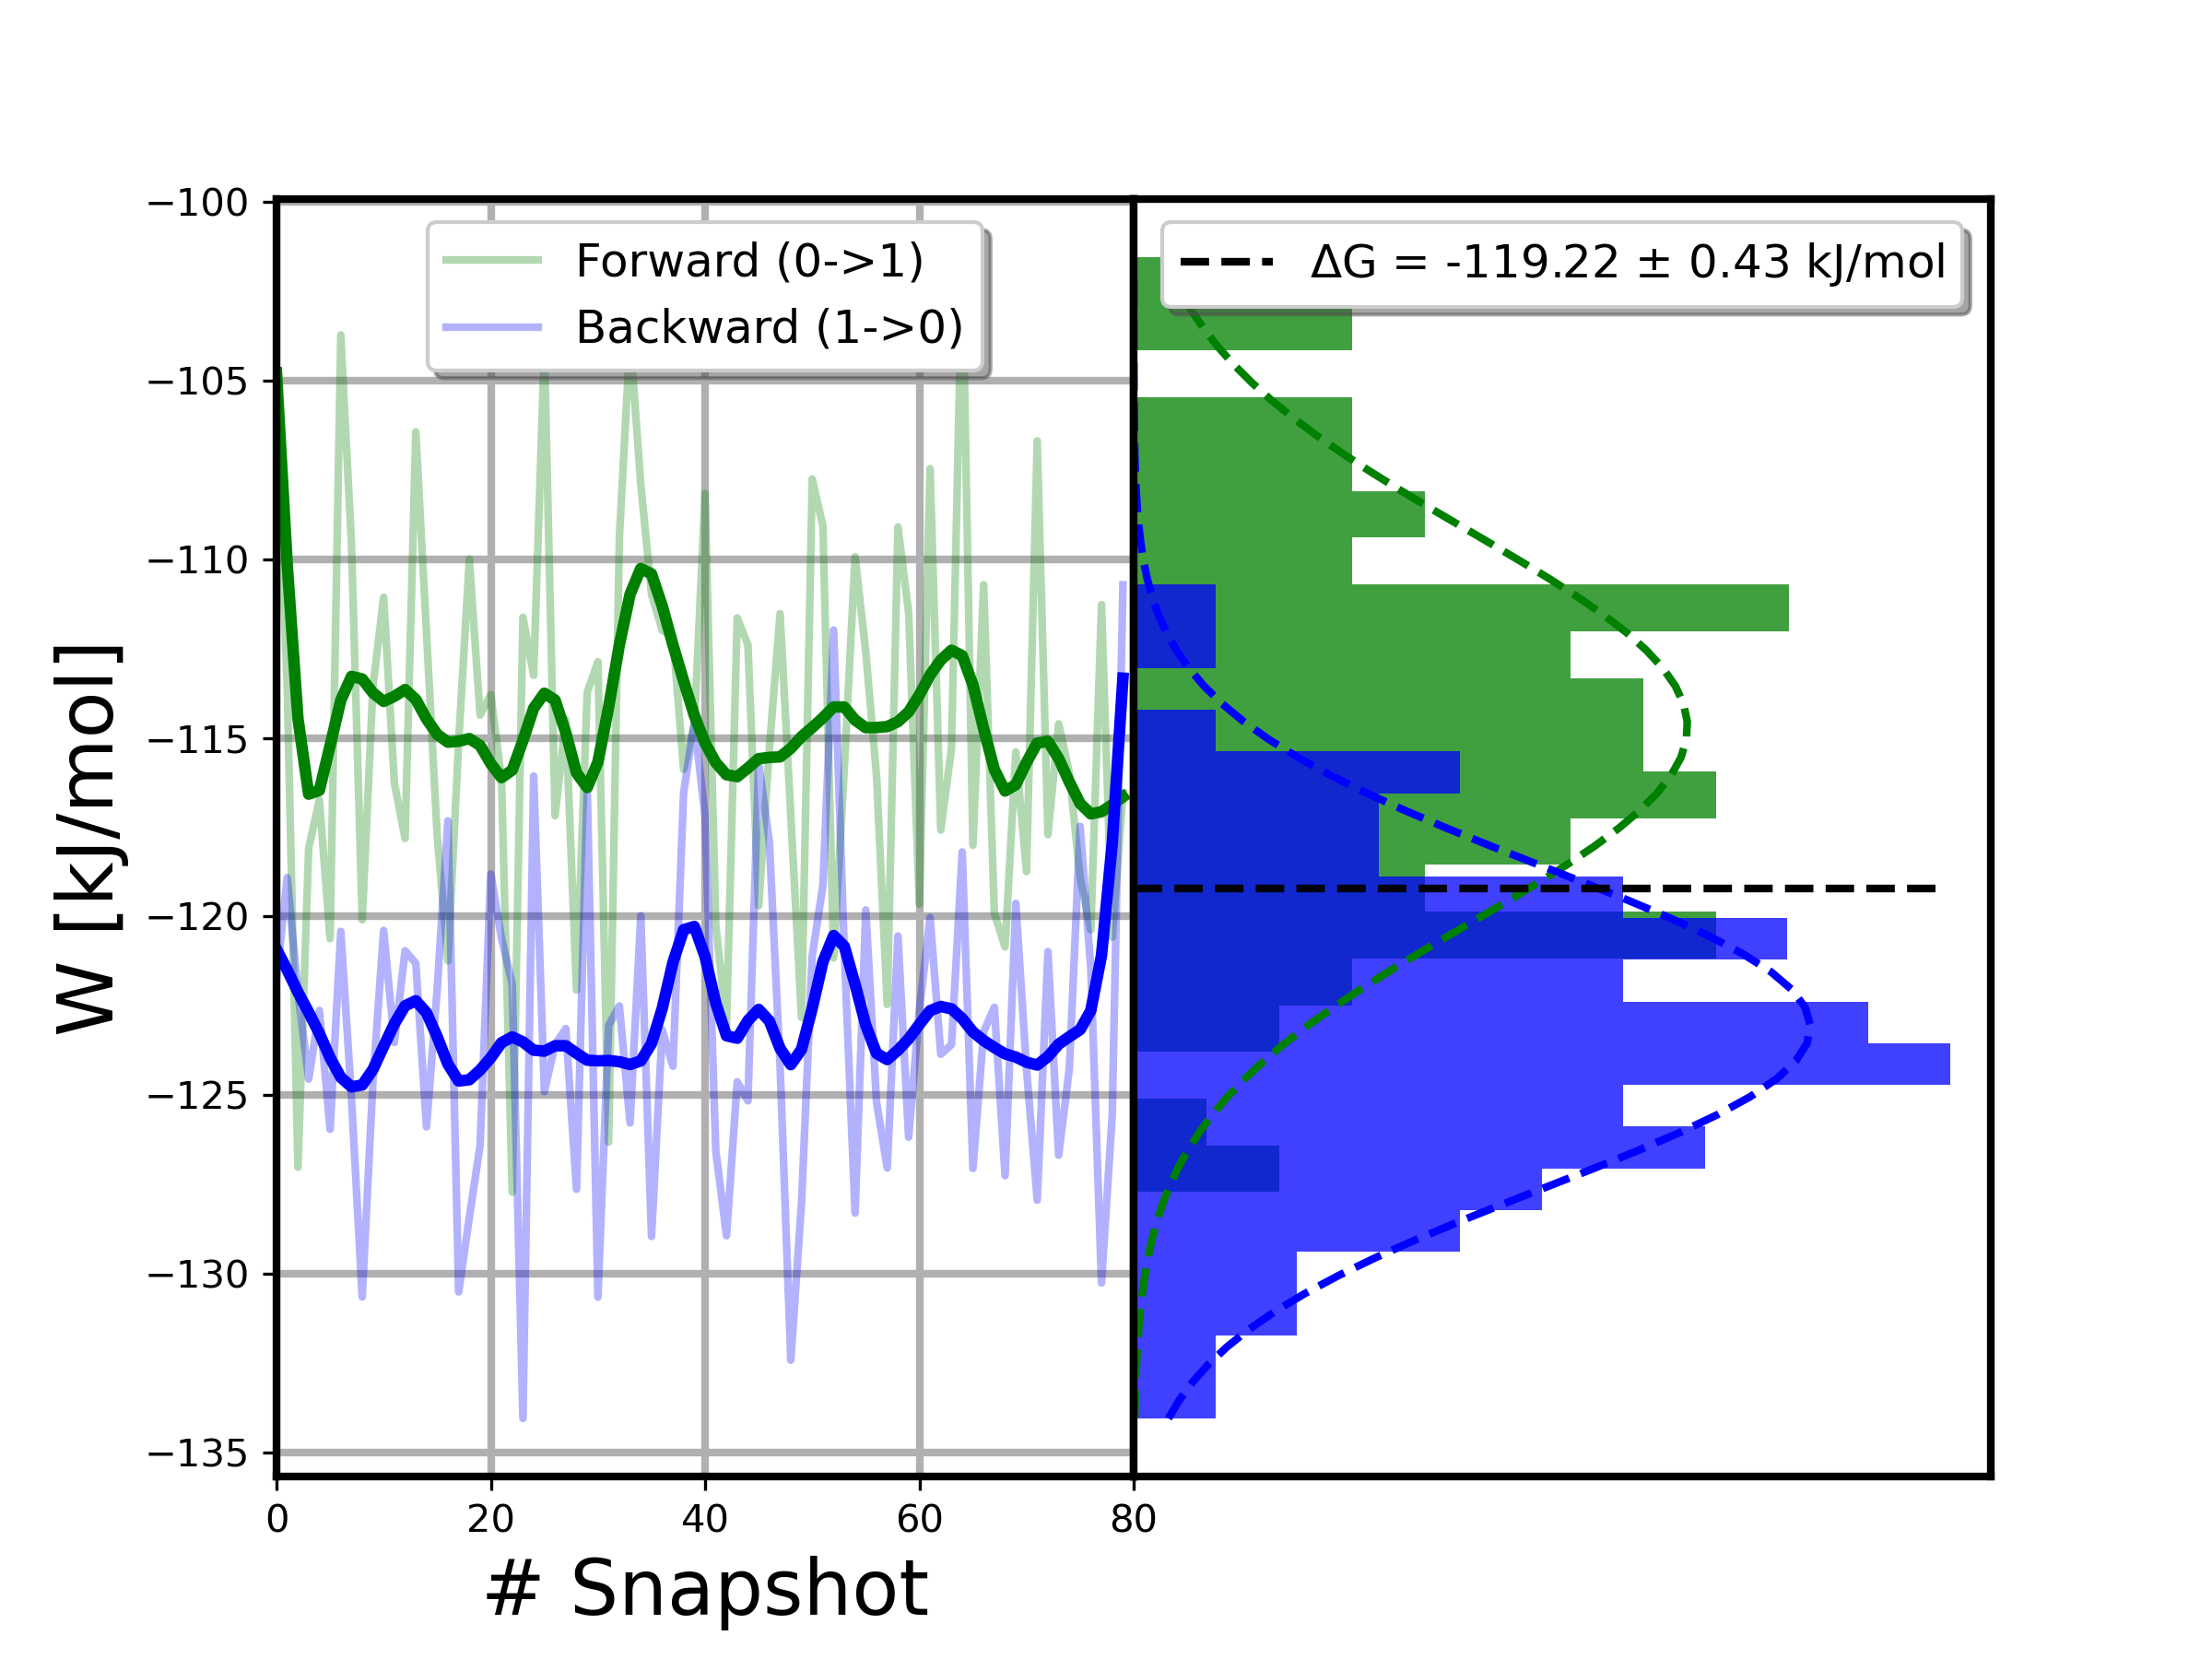 Forward (0->1)
Backward (1->0)
ΔG = -119.22 ± 0.43 kJ/mol
W [kJ/mol]
−100
−105
−110
−115
−120
−125
−130
−135
0 20 40 60 80
# Snapshot